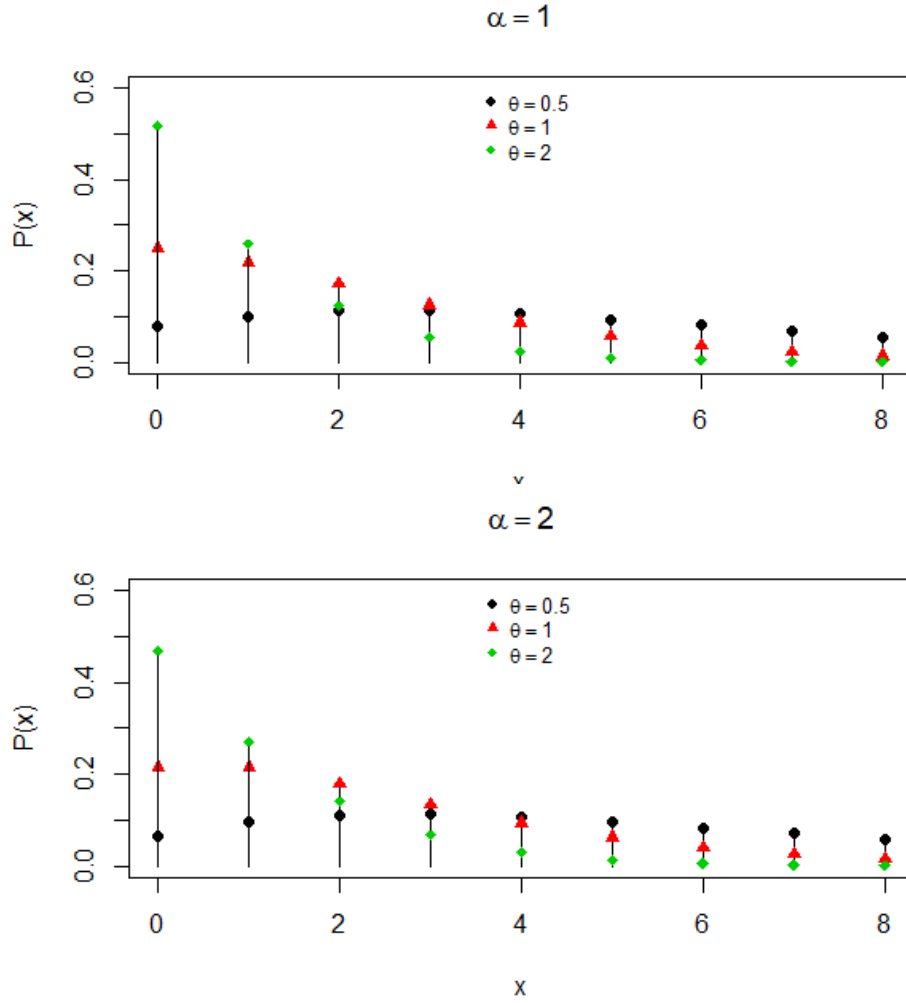 α = 1
P(x)
0.0 0.2 0.4 0.6
θ = 0.5
θ = 1
θ = 2
0 2 4 6 8
x
α = 2
P(x)
0.0 0.2 0.4 0.6
θ = 0.5
θ = 1
θ = 2
0 2 4 6 8
x